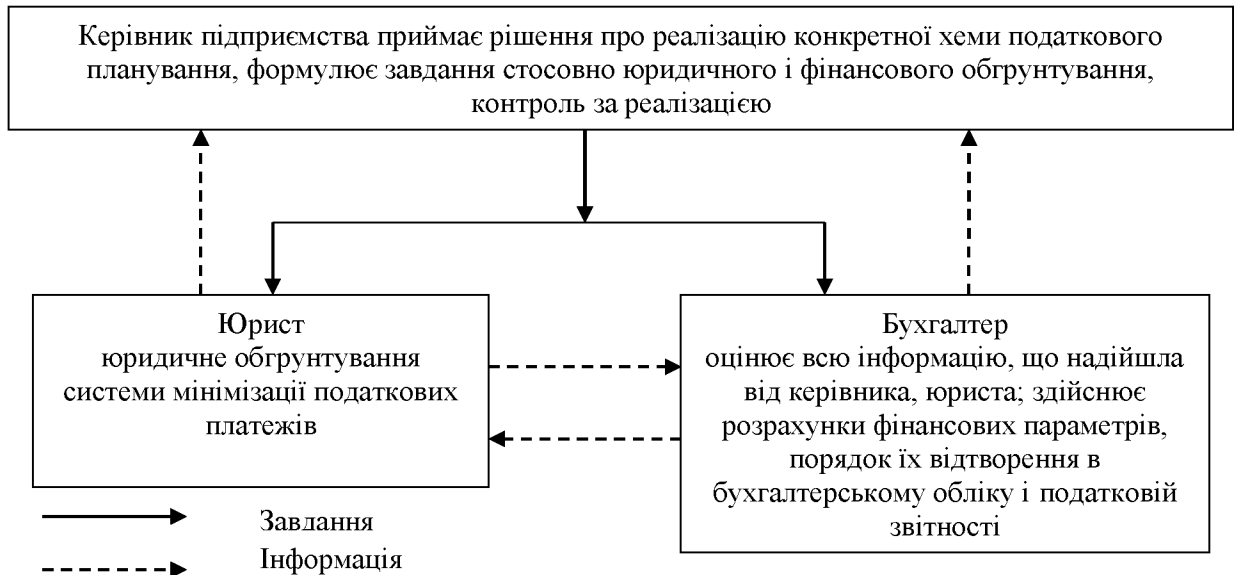 Керівник підприємства приймає рішення про реалізацію конкретної хеми податкового
планування, формулює завдання стосовно юридичного і фінансового обгрунтування,
контроль за реалізацією
Юрист
юридичне обгрунтування
системи мінімізації податкових
платежів
Бухгалтер
оцінює всю інформацію, що надійшла
від керівника, юриста; здійснює
розрахунки фінансових параметрів,
порядок їх відтворення в
бухгалтерському обліку і податковій
звітності
Завдання
Інформація